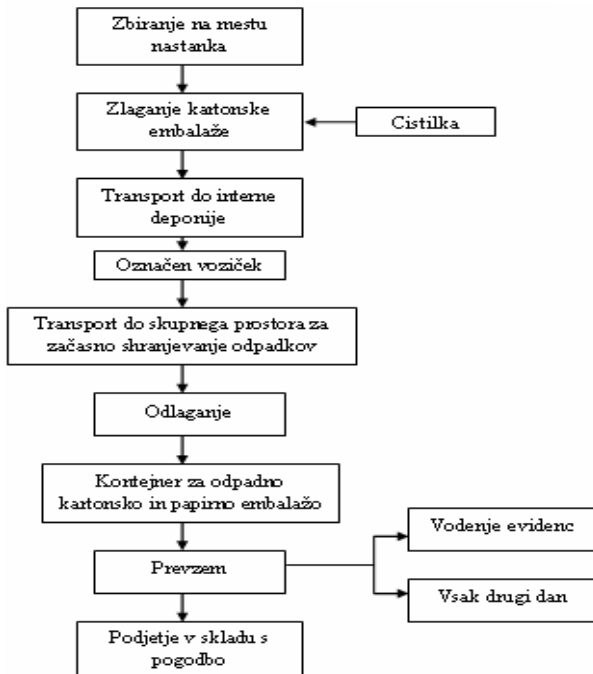 Zbiranje na mestu
nastanka
Zlaganje kartonske
embalaže
Cistilka
Transport do interne
deponije
Označen voziček
Transport do skupnega prostora za
začasno shranjevanje odpadkov
Odlaganje
Kontejner za odpadno
kartonsko in papirno embalažo
Prevzem
Vodenje evidenc
Vsak drugi dan
Podjetje v skladu s
pogodbo